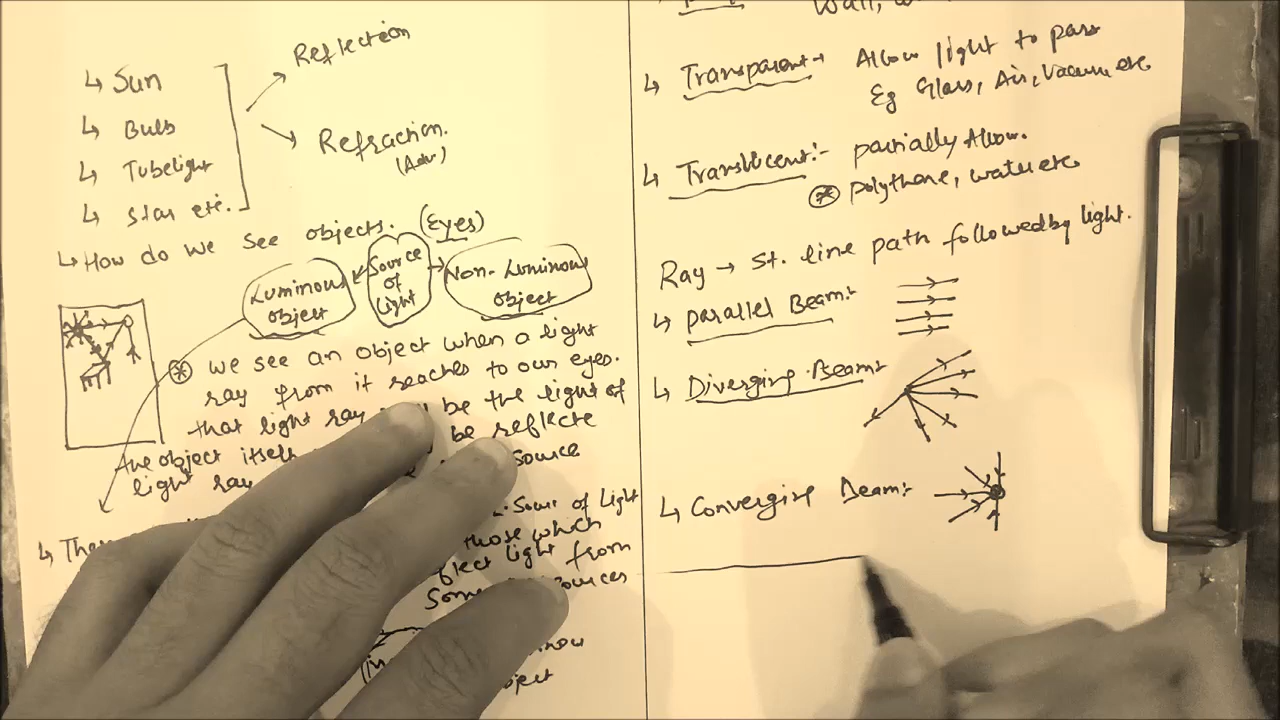 ↳ Sun
↳ Bulb
↳ Tubelight
↳ Star etc.
Reflection
Refraction.
(Adv)
↳ How do we see objects. (Eyes)
Luminous object
Source of Light
Non-Luminous object
we see an object when a light
ray from it reaches to our eyes.
that light ray be the light of
the object itself be reflecte
light ray Source
of Light
those which
light from
Som
object
Wall,
↳ Transparent→ Allow light to pass
Eg Glass, Air, Vacuum etc
↳ Translucent:- partially Allow.
polythene, water etc
Ray → St. line path followed by light.
↳ parallel Beam:
↳ Diverging Beam:
↳ Converging Beam: